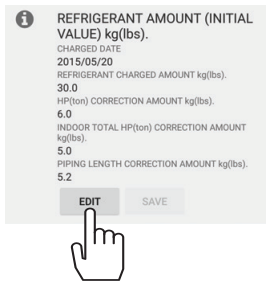 REFRIGERANT AMOUNT (INITIAL
VALUE) kg(lbs).
CHARGED DATE
2015/05/20
REFRIGERANT CHARGED AMOUNT kg(lbs).
30.0
HP(ton) CORRECTION AMOUNT kg(lbs).
6.0
INDOOR TOTAL HP(ton) CORRECTION AMOUNT
kg(lbs).
5.0
PIPING LENGTH CORRECTION AMOUNT kg(lbs).
5.2
EDIT SAVE